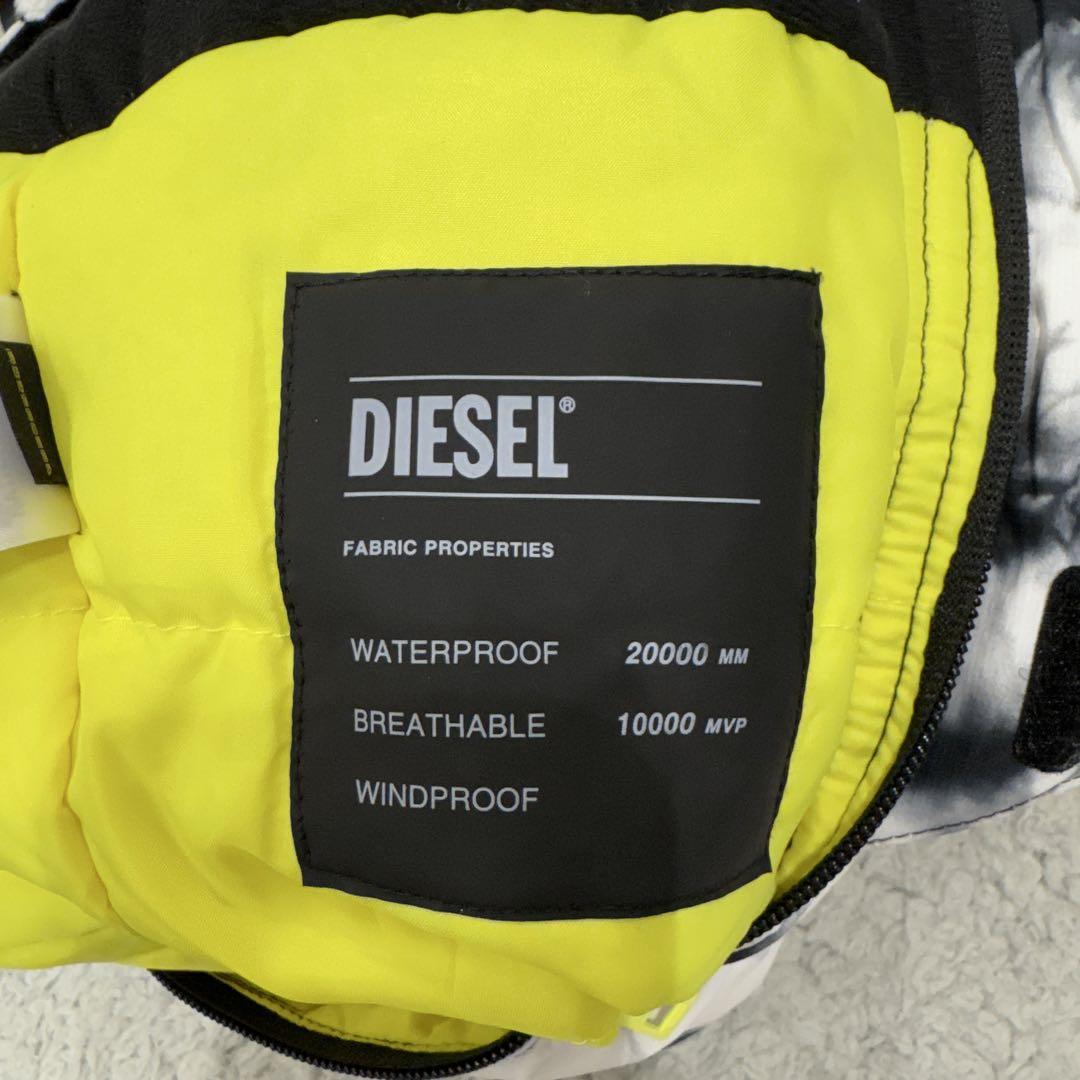 DIESEL®
FABRIC PROPERTIES
WATERPROOF 20000 MM
BREATHABLE 10000 MVP
WINDPROOF